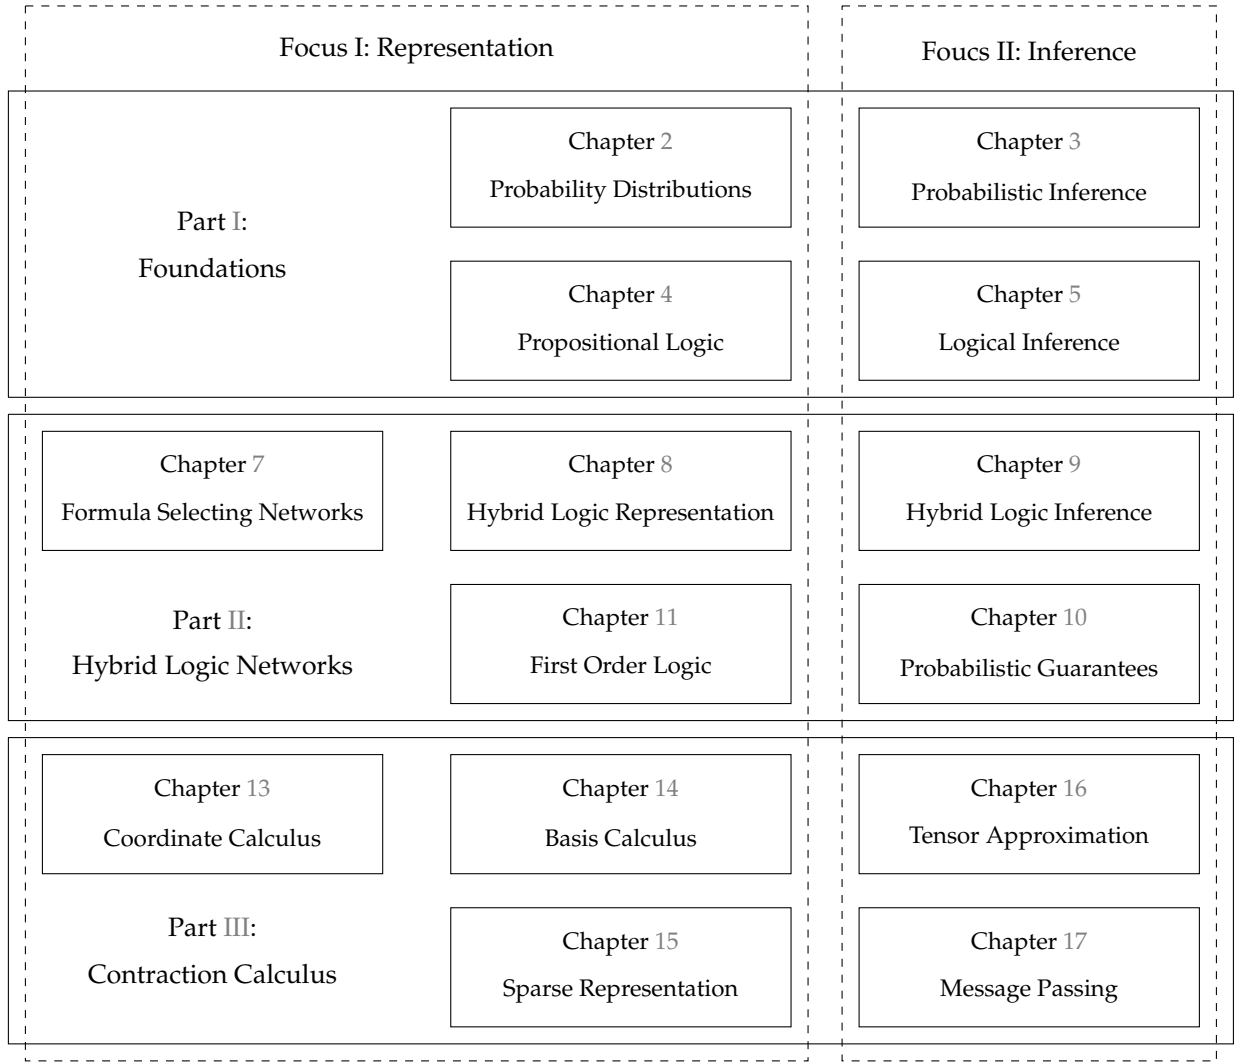 Focus I: Representation
Foucs II: Inference
Part I:
Foundations
Chapter 2
Probability Distributions
Chapter 3
Probabilistic Inference
Chapter 4
Propositional Logic
Chapter 5
Logical Inference
Chapter 7
Formula Selecting Networks
Chapter 8
Hybrid Logic Representation
Chapter 9
Hybrid Logic Inference
Part II:
Hybrid Logic Networks
Chapter 11
First Order Logic
Chapter 10
Probabilistic Guarantees
Chapter 13
Coordinate Calculus
Chapter 14
Basis Calculus
Chapter 16
Tensor Approximation
Part III:
Contraction Calculus
Chapter 15
Sparse Representation
Chapter 17
Message Passing